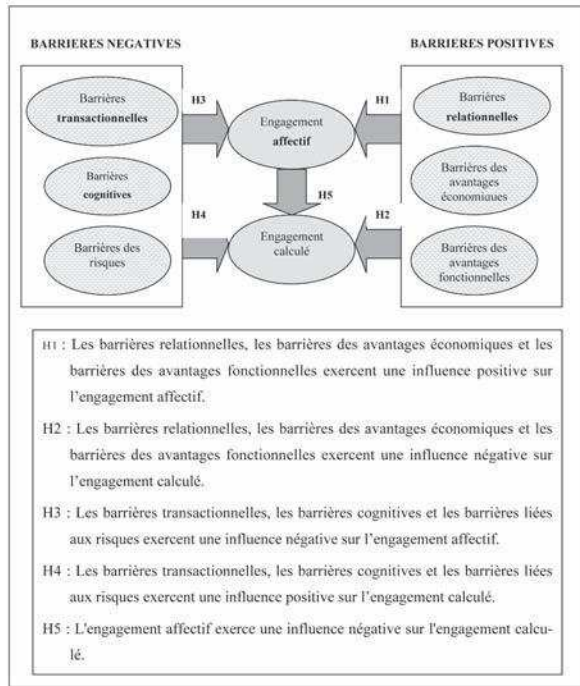 BARRIERES NEGATIVES
BARRIERES POSITIVES
Barrières
transactionnelles
Barrières
cognitives
Barrières des
risques
H3
H4
Engagement
affectif
H5
Engagement
calculé
H1
H2
Barrières
relationnelles
Barrières des
avantages
économiques
Barrières des
avantages
fonctionnelles
H1 : Les barrières relationnelles, les barrières des avantages économiques et les
barrières des avantages fonctionnelles exercent une influence positive sur
l’engagement affectif.
H2 : Les barrières relationnelles, les barrières des avantages économiques et les
barrières des avantages fonctionnelles exercent une influence négative sur
l’engagement calculé.
H3 : Les barrières transactionnelles, les barrières cognitives et les barrières liées
aux risques exercent une influence négative sur l’engagement affectif.
H4 : Les barrières transactionnelles, les barrières cognitives et les barrières liées
aux risques exercent une influence positive sur l’engagement calculé.
H5 : L'engagement affectif exerce une influence négative sur l'engagement calcu-
lé.